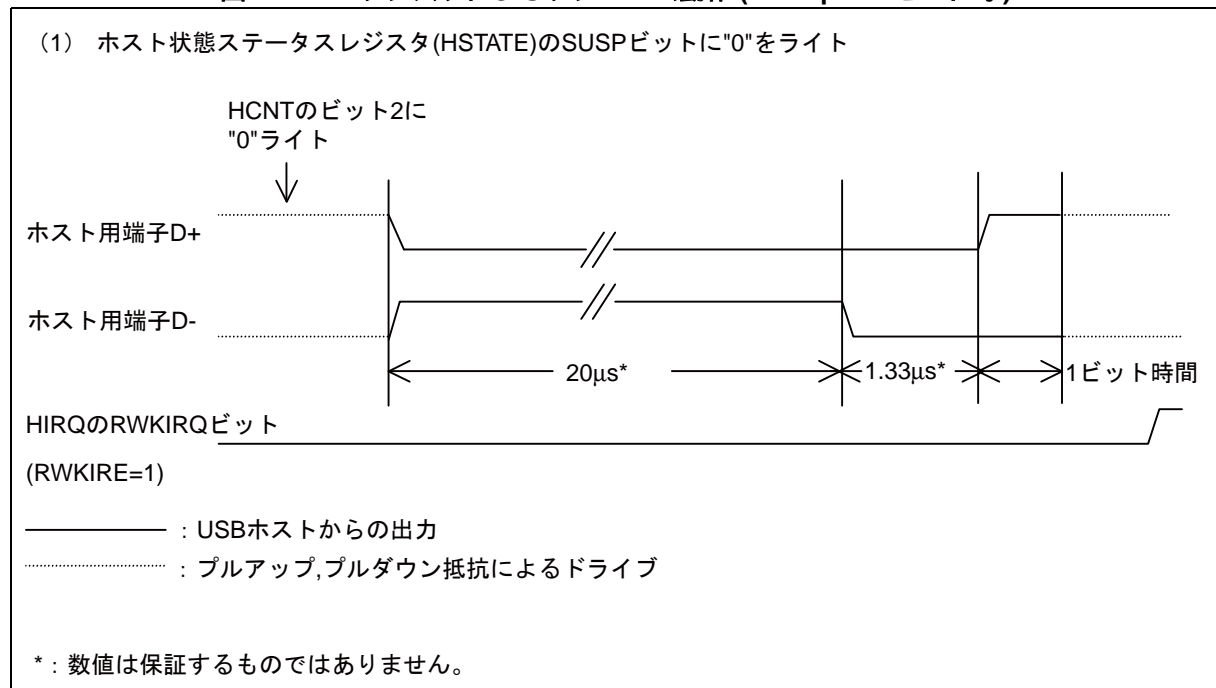 （1） ホスト状態ステータスレジスタ(HSTATE)のSUSPビットに"0"をライト
HCNTのビット2に
"0"ライト
ホスト用端子D+
ホスト用端子D-
20μs*
1.33μs*
1ビット時間
HIRQのRWKIRQビット
(RWKIRE=1)
: USBホストからの出力
: プルアップ,プルダウン抵抗によるドライブ
*: 数値は保証するものではありません。